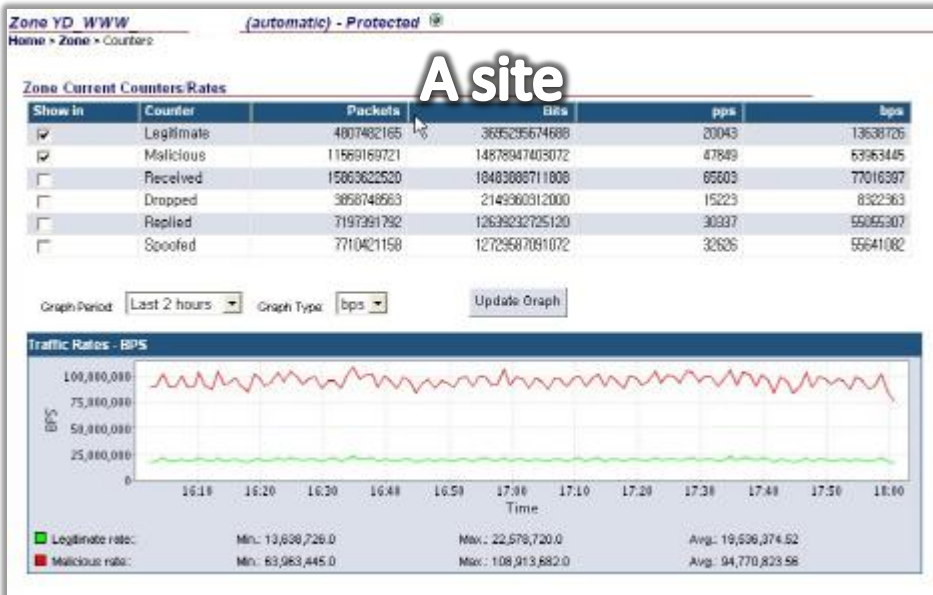 Zone YD_WWW (automatic) - Protected
Home > Zone > Counters
A site
Zone Current Counters/Rates
Show in Counter Packets Bits pps bps
Legitimate 4807482165 3695295674688 20043 13638726
Malicious 11569169721 14878947403072 47849 63963445
Received 15863622520 18483888711808 65603 77016397
Dropped 3858748563 2149360312000 15223 8322363
Replied 7197391792 12639232725120 30337 55095307
Spoofed 7710421158 12729587091072 32626 55641082
Graph Period: Last 2 hours Graph Type: bps Update Graph
Traffic Rates - BPS
100,000,000
75,000,000
50,000,000
25,000,000
0
BPS
16:10 16:20 16:30 16:40 16:50 17:00 17:10 17:20 17:30 17:40 17:50 18:00
Time
Legitimate rate: Min.: 13,638,726.0 Max.: 22,578,720.0 Avg.: 19,536,374.52
Malicious rate: Min.: 63,963,445.0 Max.: 108,913,682.0 Avg.: 94,770,823.56